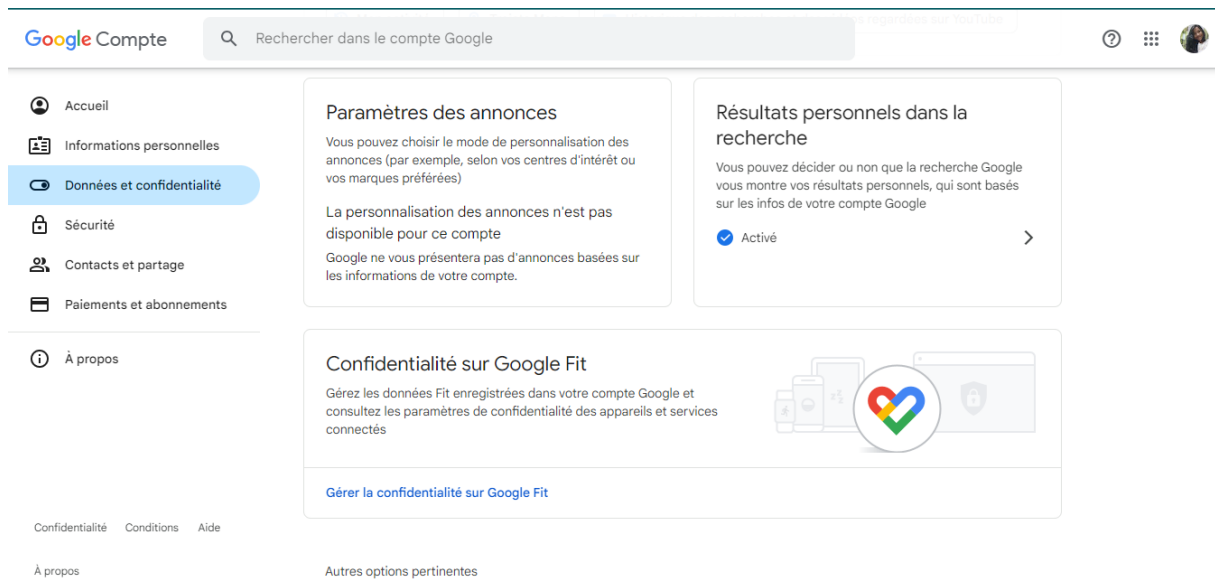 as regardées sur YouTube
Google Compte
Rechercher dans le compte Google
Accueil
Informations personnelles
Données et confidentialité
Sécurité
Contacts et partage
Paiements et abonnements
À propos
Confidentialité Conditions Aide
À propos
Paramètres des annonces
Vous pouvez choisir le mode de personnalisation des
annonces (par exemple, selon vos centres d'intérêt ou
vos marques préférées)
La personnalisation des annonces n'est pas
disponible pour ce compte
Google ne vous présentera pas d'annonces basées sur
les informations de votre compte.
Résultats personnels dans la
recherche
Vous pouvez décider ou non que la recherche Google
vous montre vos résultats personnels, qui sont basés
sur les infos de votre compte Google
Activé
Confidentialité sur Google Fit
Gérez les données Fit enregistrées dans votre compte Google et
consultez les paramètres de confidentialité des appareils et services
connectés
Gérer la confidentialité sur Google Fit
Autres options pertinentes